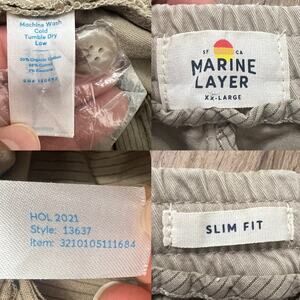 Machine Wash
Cold
Tumble Dry
Low
SF CA
MARINE
LAYER
XX-LARGE
HOL 2021
Style: 13637
Item: 3210105111684
SLIM FIT